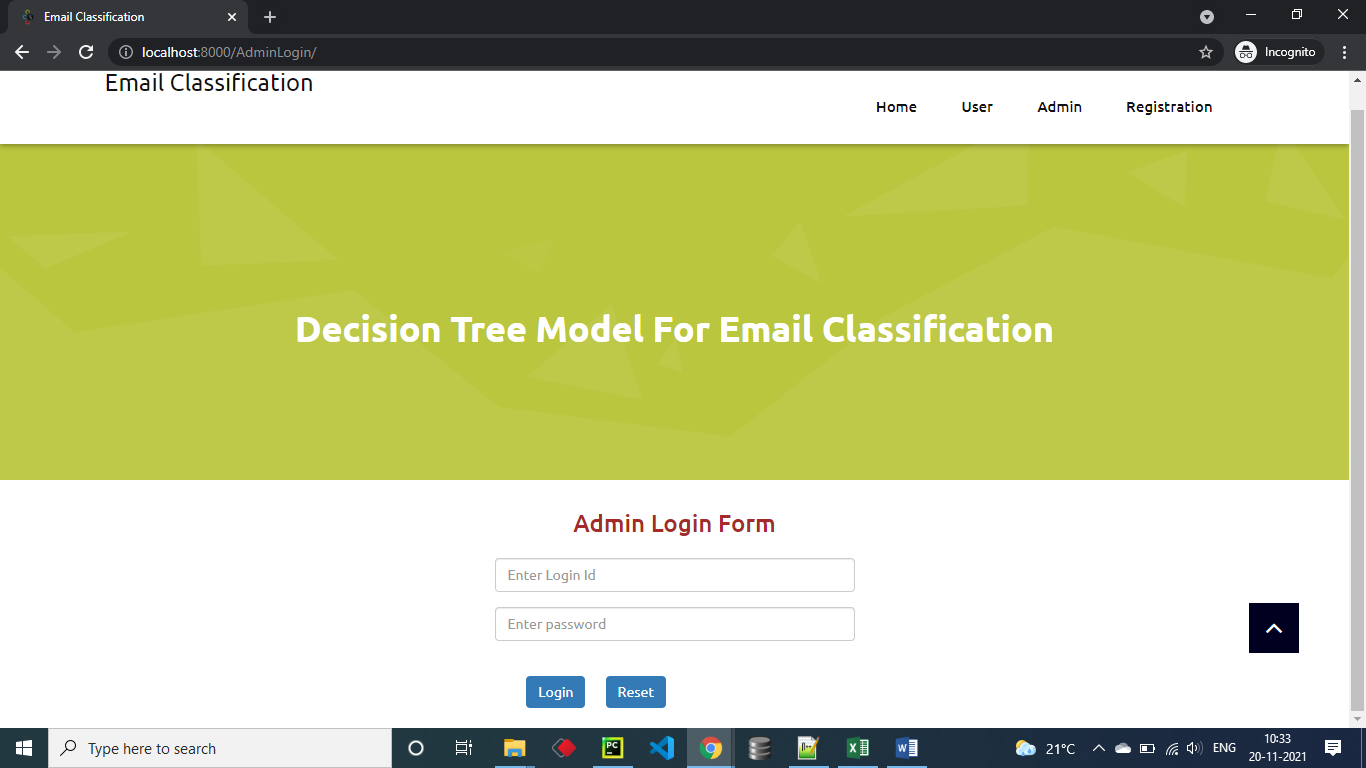 Email Classification
localhost:8000/AdminLogin/
Incognito
Email Classification
Home User Admin Registration
Decision Tree Model For Email Classification
Admin Login Form
Enter Login Id
Enter password
Login Reset
Type here to search
PC
21°C
ENG
10:33
20-11-2021